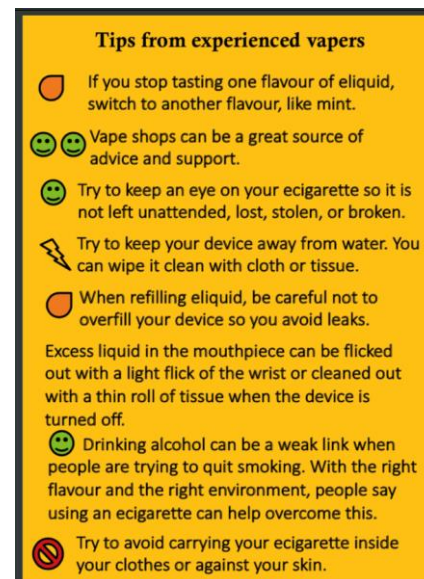 Tips from experienced vapers
If you stop tasting one flavour of eliquid,
switch to another flavour, like mint.
Vape shops can be a great source of
advice and support.
Try to keep an eye on your ecigarette so it is
not left unattended, lost, stolen, or broken.
Try to keep your device away from water. You
can wipe it clean with cloth or tissue.
When refilling eliquid, be careful not to
overfill your device so you avoid leaks.
Excess liquid in the mouthpiece can be flicked
out with a light flick of the wrist or cleaned out
with a thin roll of tissue when the device is
turned off.
Drinking alcohol can be a weak link when
people are trying to quit smoking. With the right
flavour and the right environment, people say
using an ecigarette can help overcome this.
Try to avoid carrying your ecigarette inside
your clothes or against your skin.